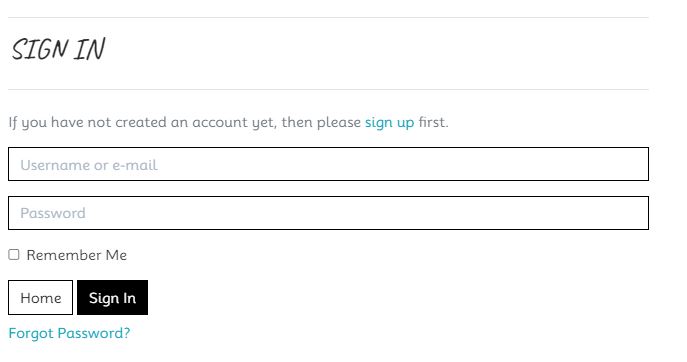 SIGN IN
If you have not created an account yet, then please sign up first.
Username or e-mail
Password
Remember Me
Home Sign In
Forgot Password?